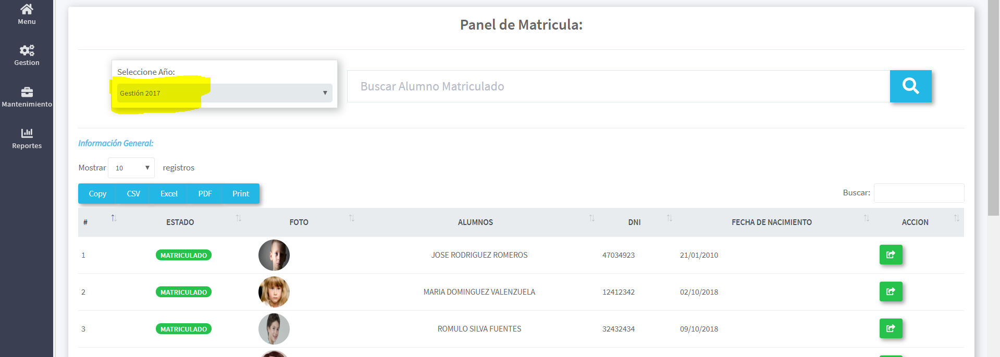 Menu
Gestion
Mantenimiento
Reportes
Panel de Matricula:
Seleccione Año:
Gestión 2017
Buscar Alumno Matriculado
Información General:
Mostrar 10 registros
Copy CSV Excel PDF Print
Buscar:
# ESTADO FOTO ALUMNOS DNI FECHA DE NACIMIENTO ACCION
1 MATRICULADO JOSE RODRIGUEZ ROMEROS 47034923 21/01/2010
2 MATRICULADO MARIA DOMINGUEZ VALENZUELA 12412342 02/10/2018
3 MATRICULADO ROMULO SILVA FUENTES 32432434 09/10/2018